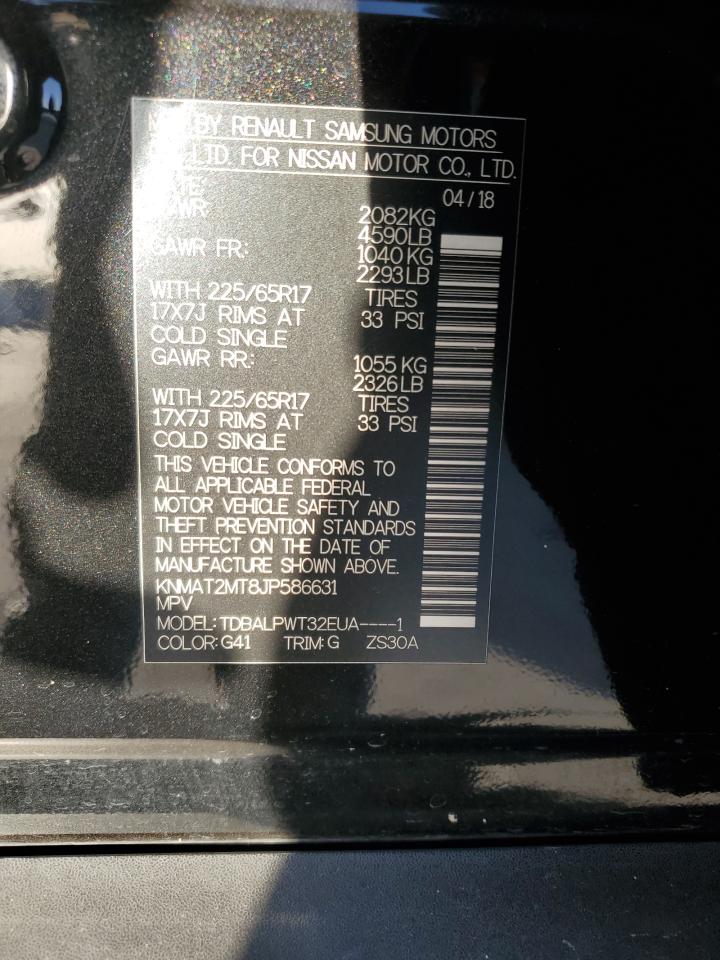 BY RENAULT SAMSUNG MOTORS
LTD. FOR NISSAN MOTOR CO., LTD.
04/18
2082KG
4590LB
GAWR FR: 1040KG
2293LB
WITH 225/65R17 TIRES
17X7J RIMS AT 33 PSI
COLD SINGLE
GAWR RR: 1055 KG
2326LB
WITH 225/65R17 TIRES
17X7J RIMS AT 33 PSI
COLD SINGLE
THIS VEHICLE CONFORMS TO
ALL APPLICABLE FEDERAL
MOTOR VEHICLE SAFETY AND
THEFT PREVENTION STANDARDS
IN EFFECT ON THE DATE OF
MANUFACTURE SHOWN ABOVE.
KNMAT2MT8JP586631
MPV
MODEL: TDBALPWT32EUA----1
COLOR: G41 TRIM: G ZS30A